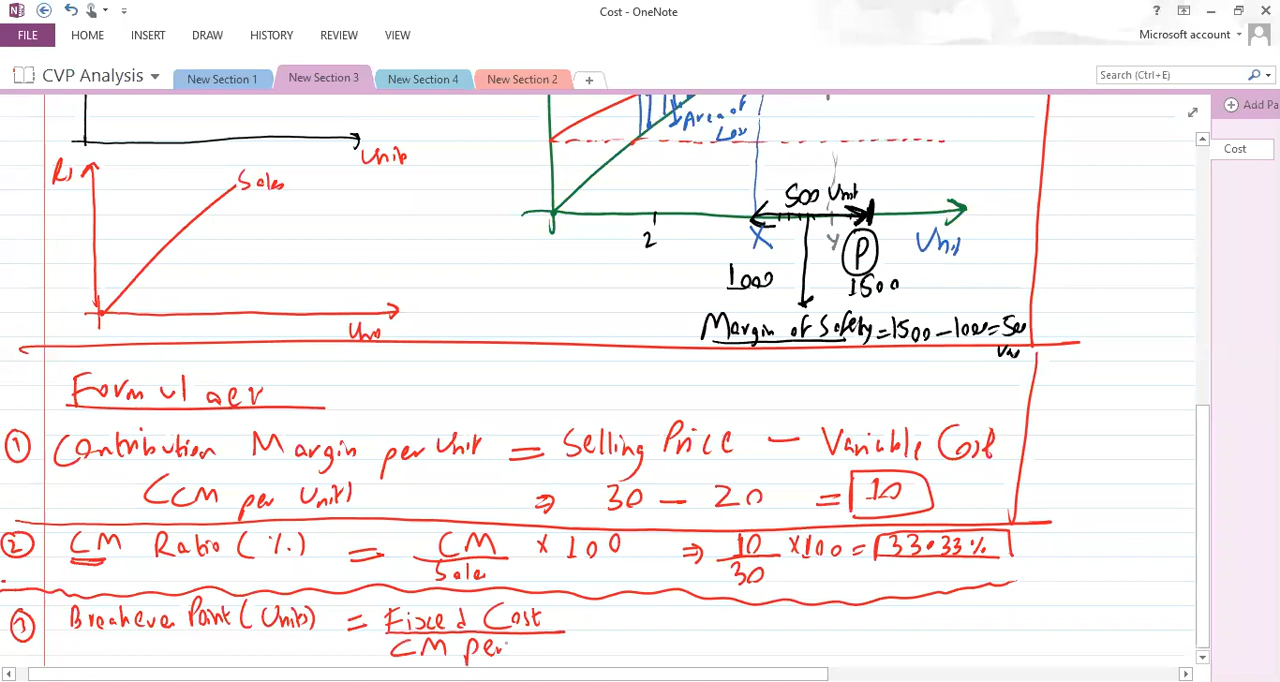 Cost - OneNote
FILE HOME INSERT DRAW HISTORY REVIEW VIEW
Microsoft account
CVP Analysis New Section 1 New Section 3 New Section 4 New Section 2
Search (Ctrl+E)
Add Pa
Cost
Area of
Loss
Units
Rs
Sales
500 Unit
2 X Y P Units
1000 1500
Margin of Safety = 1500 - 1000 = 500
Formulaer
① Contribution Margin per Unit = Selling Price - Variable Cost
(CM per Unit) ⇒ 30 - 20 = 10
② CM Ratio (%) = CM × 100 ⇒ 10 × 100 = 33.33%
Sales 30
③ Breakeven Point (Units) = Fixed Cost
CM per